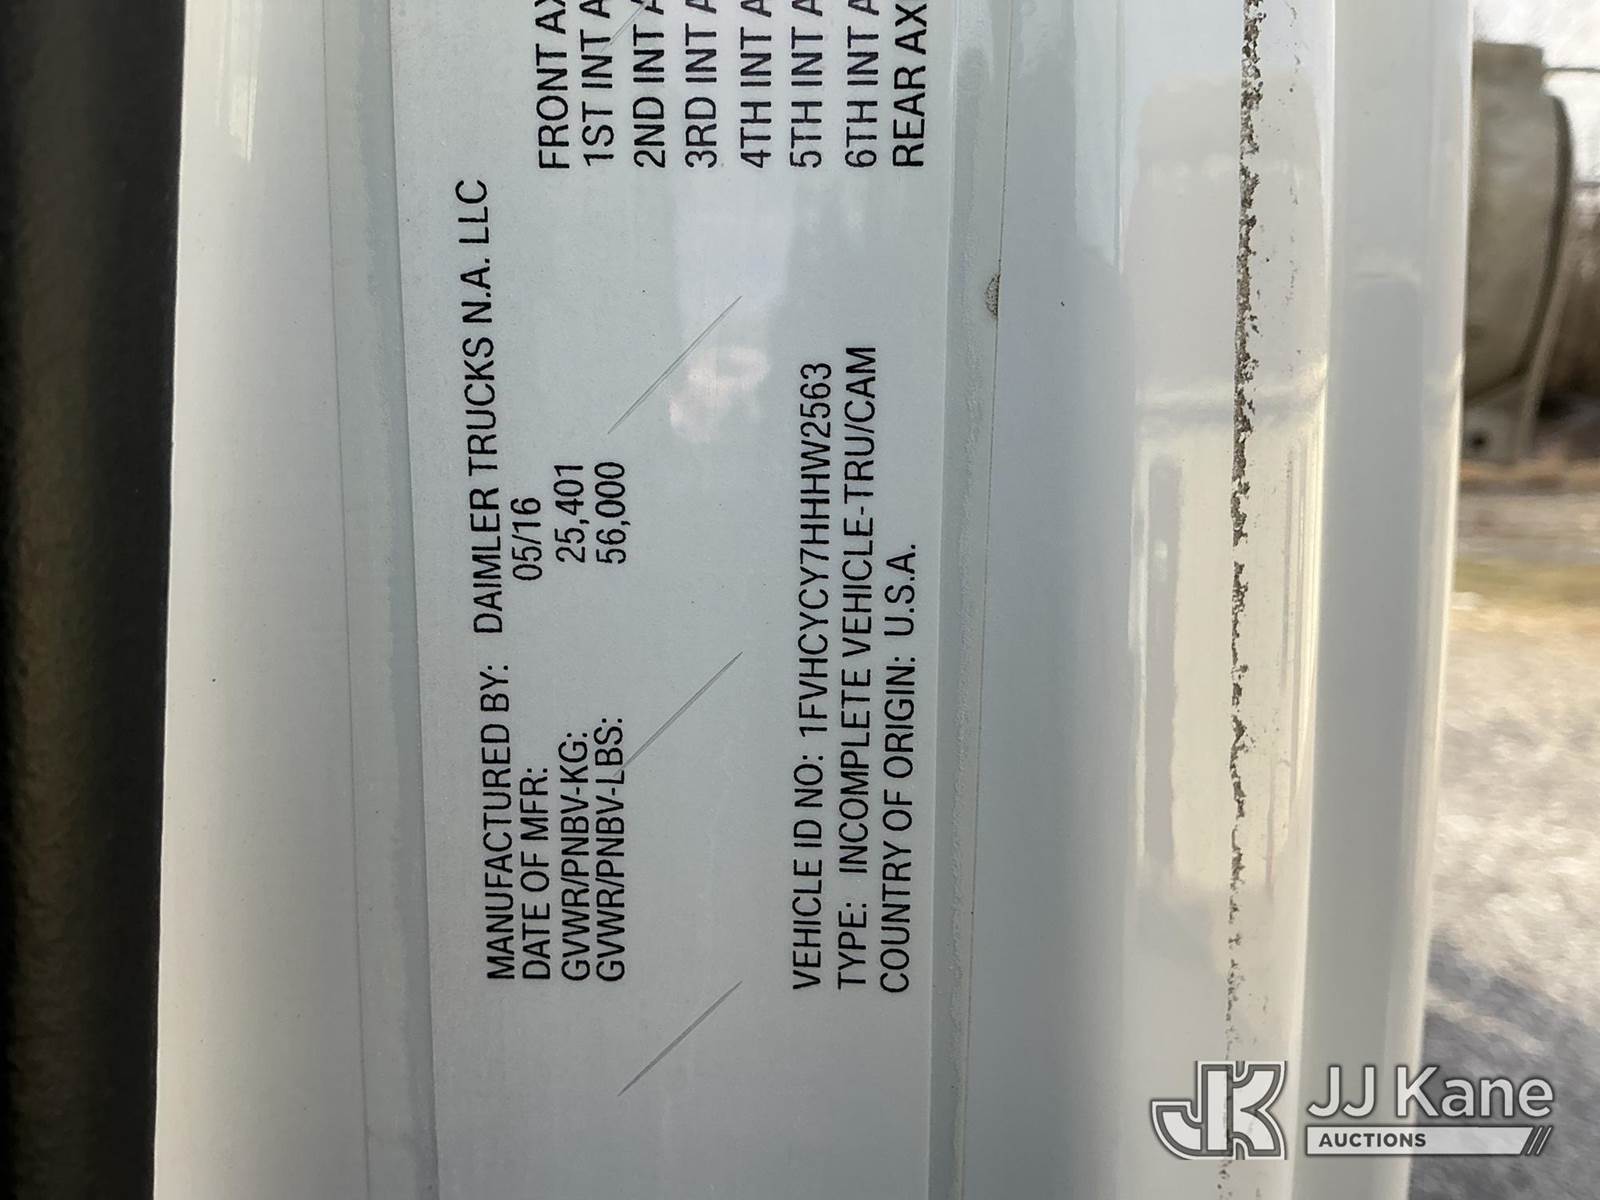 MANUFACTURED BY: DAIMLER TRUCKS N.A. LLC
DATE OF MFR: 05/16
GVWR/PNBV-KG: 25,401
GVWR/PNBV-LBS: 56,000
VEHICLE ID NO: 1FVHCYCY7HHHW2563
TYPE: INCOMPLETE VEHICLE-TRU/CAM
COUNTRY OF ORIGIN: U.S.A.
FRONT AX
1ST INT A
2ND INT A
3RD INT A
4TH INT A
5TH INT A
6TH INT A
REAR AX
JK JJ Kane
AUCTIONS